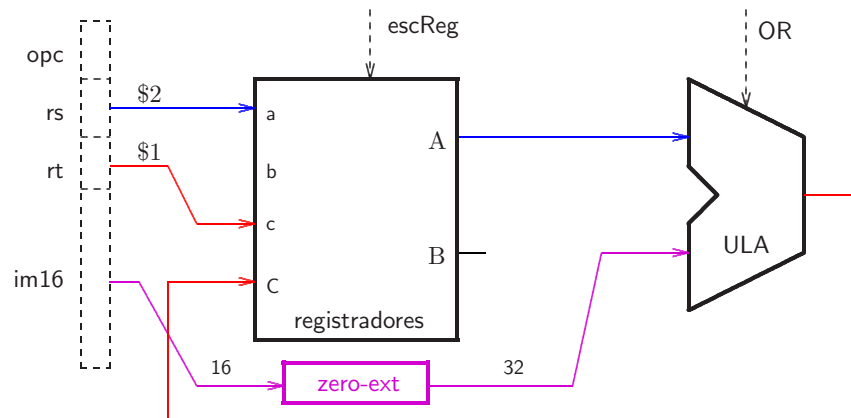 escReg
OR
opc
rs
$2
a
A
rt
$1
b
c
B
ULA
im16
C
registradores
16
zero-ext
32